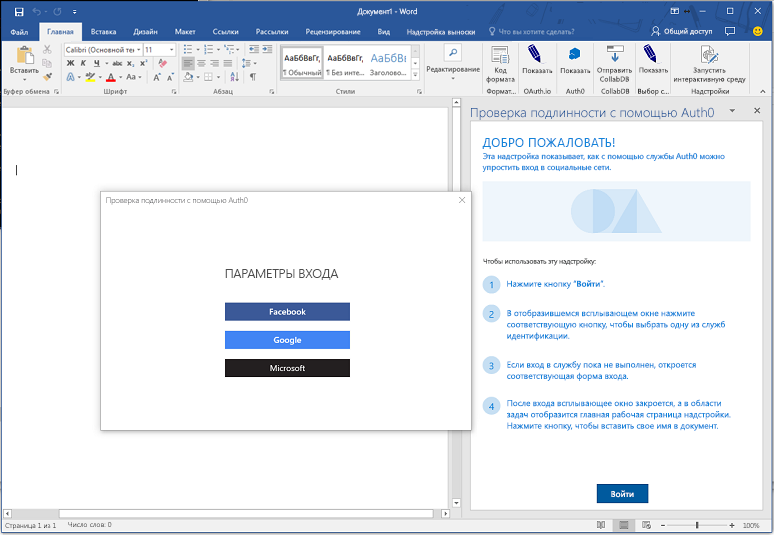 Документ1 - Word
Файл Главная Вставка Дизайн Макет Ссылки Рассылки Рецензирование Вид Надстройка выноски Что вы хотите сделать? Общий доступ
Вставить
Calibri (Основной те 11
Ж К Ч abc x₂ x²
A Aa A A
АаБбВвГг, АаБбВвГг, АаБбВв
¶ Обычный ¶ Без инте... Заголово...
Редактирование
Код формата
Показать
Показать
Отправить CollabDB
Показать
Запустить интерактивную среду
Буфер обмена Шрифт Абзац Стили Формат... OAuth.io Auth0 CollabDB Выбор с... Надстройки
Проверка подлинности с помощью Auth0
ДОБРО ПОЖАЛОВАТЬ!
Эта надстройка показывает, как с помощью службы Auth0 можно
упростить вход в социальные сети.
Чтобы использовать эту надстройку:
1 Нажмите кнопку "Войти".
2 В отобразившемся всплывающем окне нажмите
соответствующую кнопку, чтобы выбрать одну из служб
идентификации.
3 Если вход в службу пока не выполнен, откроется
соответствующая форма входа.
4 После входа всплывающее окно закроется, а в области
задач отобразится главная рабочая страница надстройки.
Нажмите кнопку, чтобы вставить свое имя в документ.
Войти
Проверка подлинности с помощью Auth0
ПАРАМЕТРЫ ВХОДА
Facebook
Google
Microsoft
Страница 1 из 1 Число слов: 0 100%